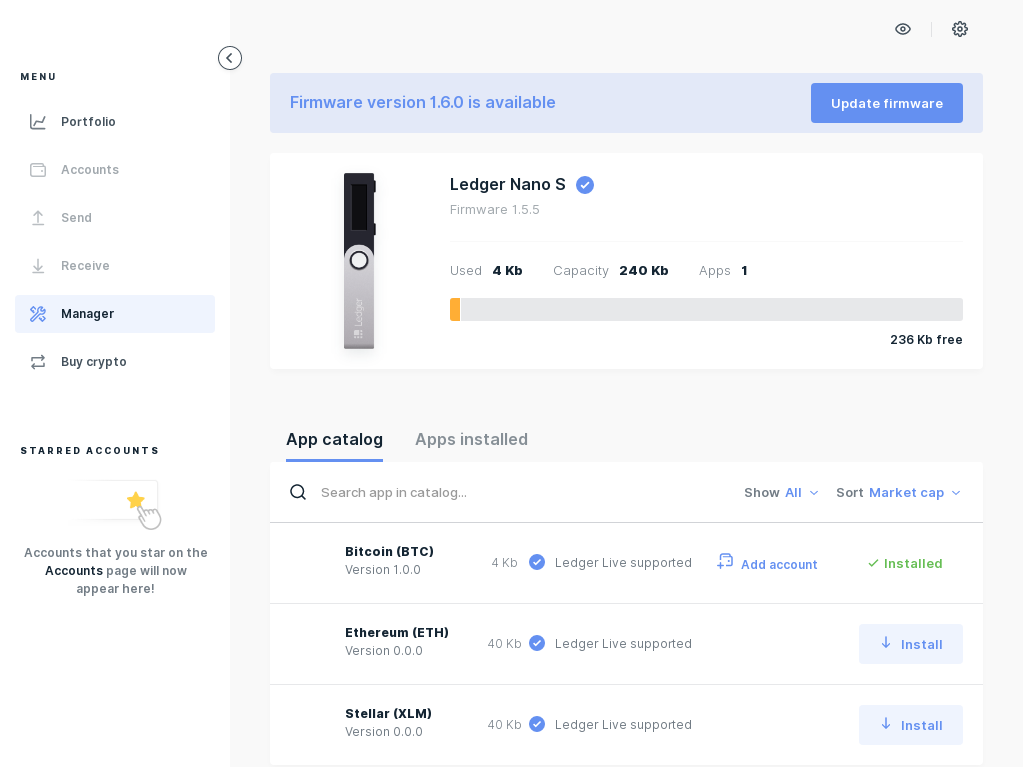 MENU
Portfolio
Accounts
Send
Receive
Manager
Buy crypto
STARRED ACCOUNTS
Accounts that you star on the
Accounts page will now
appear here!
Firmware version 1.6.0 is available
Update firmware
Ledger
Ledger Nano S
Firmware 1.5.5
Used 4 Kb Capacity 240 Kb Apps 1
236 Kb free
App catalog Apps installed
Search app in catalog... Show All Sort Market cap
Bitcoin (BTC)
Version 1.0.0
4 Kb Ledger Live supported Add account Installed
Ethereum (ETH)
Version 0.0.0
40 Kb Ledger Live supported Install
Stellar (XLM)
Version 0.0.0
40 Kb Ledger Live supported Install